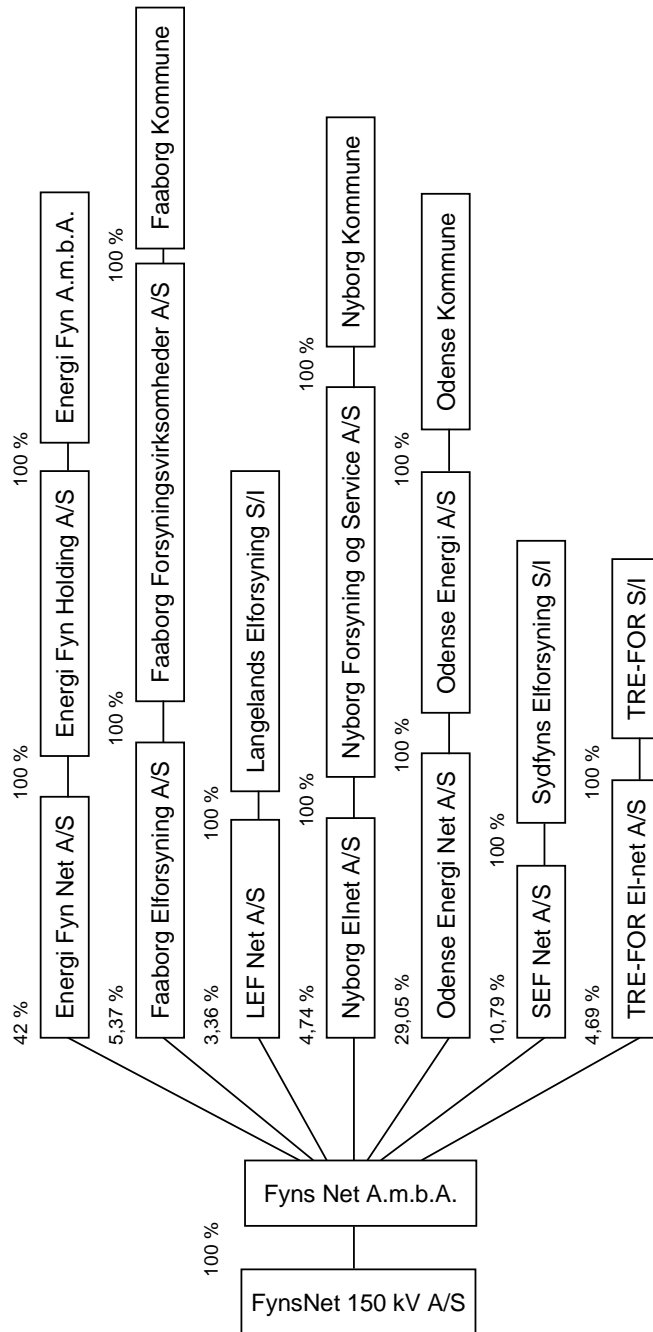 42 %
Energi Fyn Net A/S
100 %
Energi Fyn Holding A/S
100 %
Energi Fyn A.m.b.A.
5,37 %
Faaborg Elforsyning A/S
100 %
Faaborg Forsyningsvirksomheder A/S
100 %
Faaborg Kommune
3,36 %
LEF Net A/S
100 %
Langelands Elforsyning S/I
4,74 %
Nyborg Elnet A/S
100 %
Nyborg Forsyning og Service A/S
100 %
Nyborg Kommune
29,05 %
Odense Energi Net A/S
100 %
Odense Energi A/S
100 %
Odense Kommune
10,79 %
SEF Net A/S
100 %
Sydfyns Elforsyning S/I
4,69 %
TRE-FOR El-net A/S
100 %
TRE-FOR S/I
Fyns Net A.m.b.A.
100 %
FynsNet 150 kV A/S